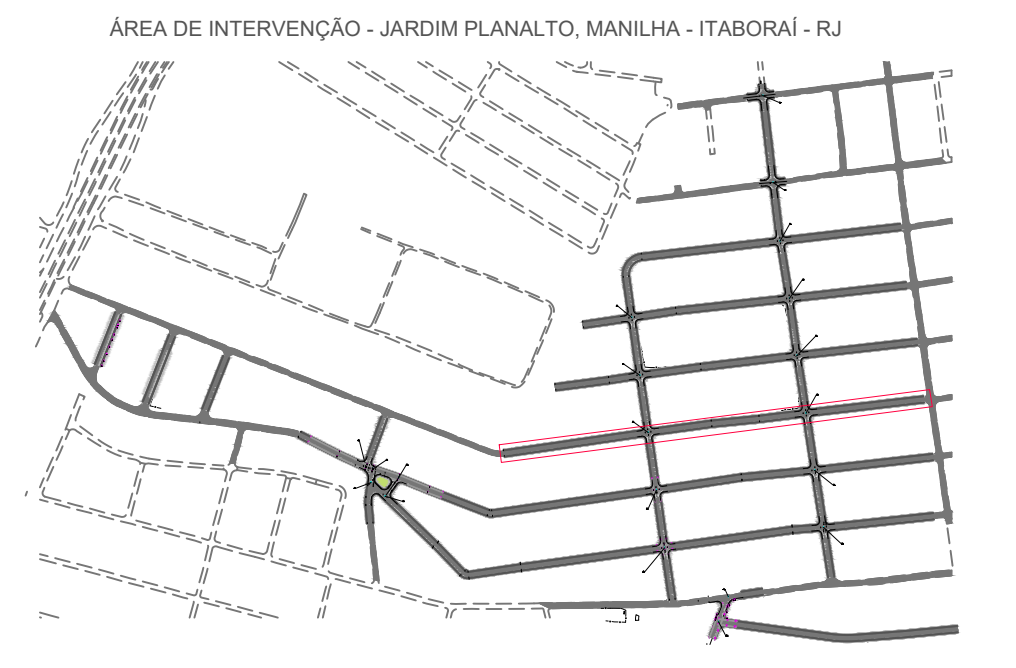 ÁREA DE INTERVENÇÃO - JARDIM PLANALTO, MANILHA - ITABORAÍ - RJ